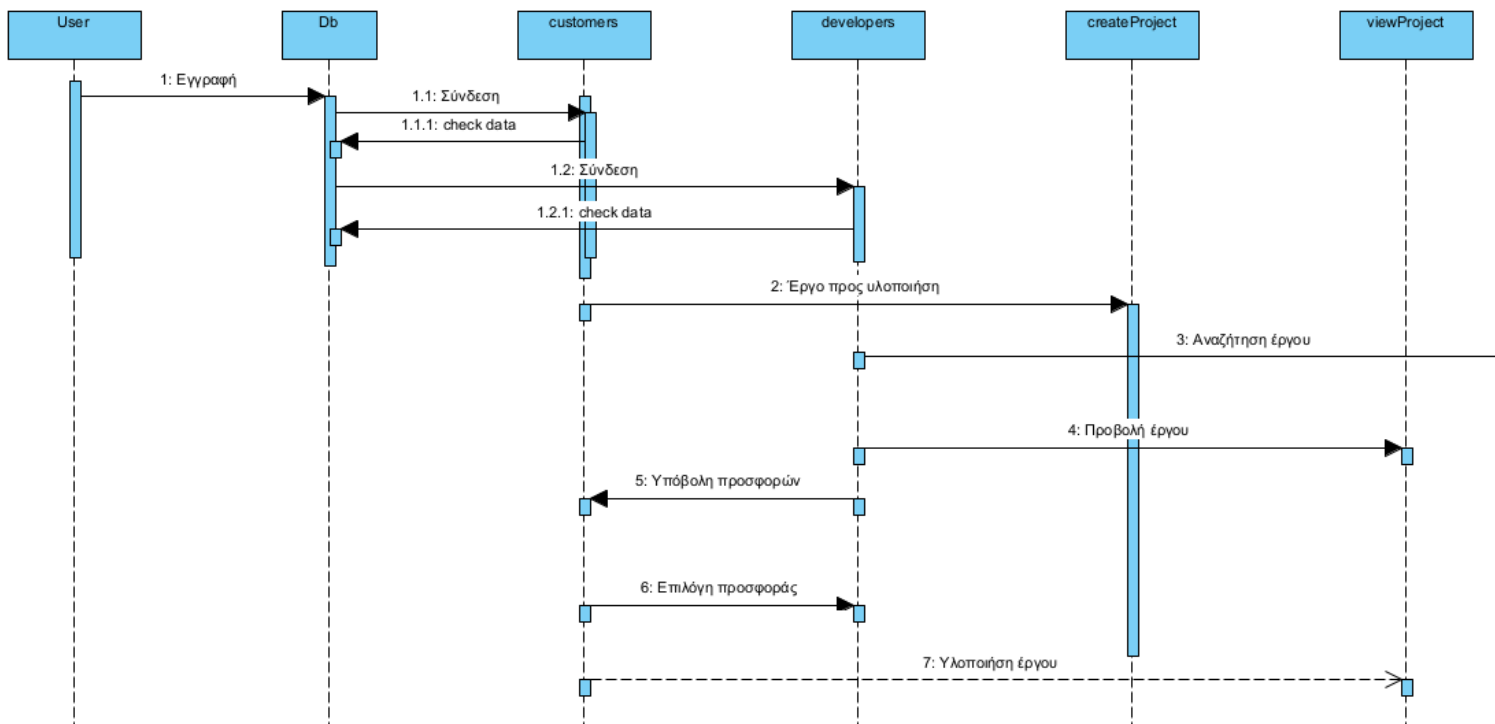 User
Db
customers
developers
createProject
viewProject
1: Εγγραφή
1.1: Σύνδεση
1.1.1: check data
1.2: Σύνδεση
1.2.1: check data
2: Έργο προς υλοποιήση
3: Αναζήτηση έργου
4: Προβολή έργου
5: Υπόβολη προσφορών
6: Επιλόγη προσφοράς
7: Υλοποιήση έργου